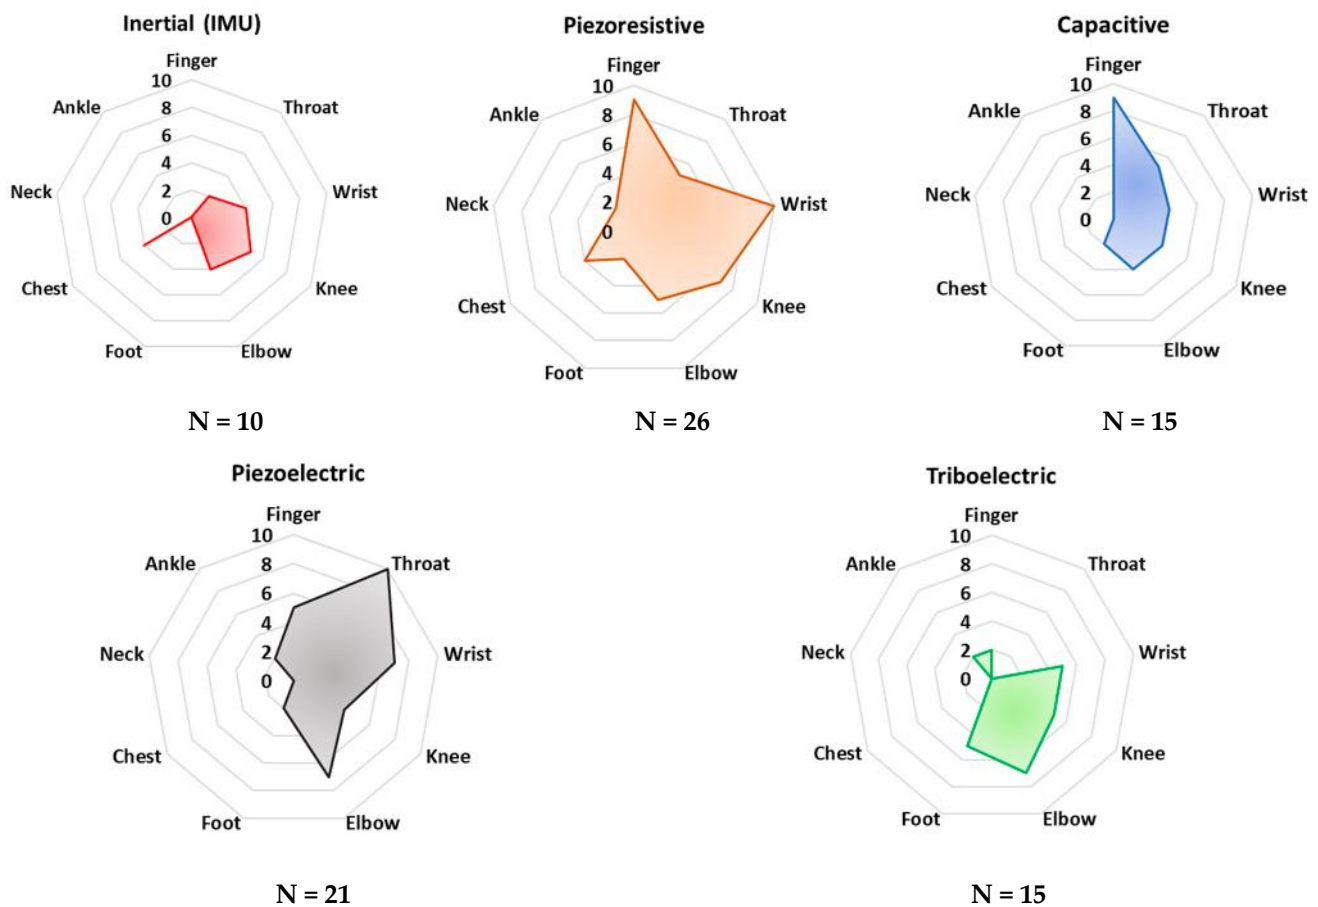 Inertial (IMU)
Finger
10
8
6
4
2
0
Throat
Wrist
Knee
Elbow
Foot
Chest
Neck
Ankle
N = 10
Piezoresistive
Finger
10
8
6
4
2
0
Throat
Wrist
Knee
Elbow
Foot
Chest
Neck
Ankle
N = 26
Capacitive
Finger
10
8
6
4
2
0
Throat
Wrist
Knee
Elbow
Foot
Chest
Neck
Ankle
N = 15
Piezoelectric
Finger
10
8
6
4
2
0
Throat
Wrist
Knee
Elbow
Foot
Chest
Neck
Ankle
N = 21
Triboelectric
Finger
10
8
6
4
2
0
Throat
Wrist
Knee
Elbow
Foot
Chest
Neck
Ankle
N = 15